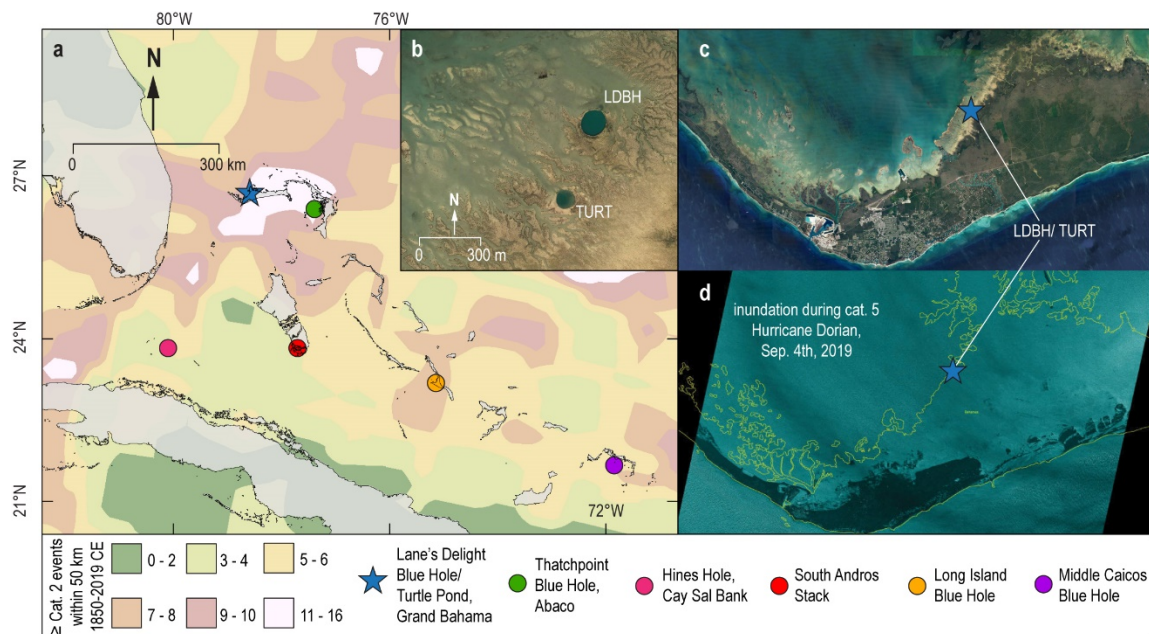 80°W
76°W
a
N
0
300 km
27°N
24°N
21°N
72°W
b
LDBH
TURT
N
0
300 m
c
LDBH/ TURT
d
inundation during cat. 5
Hurricane Dorian,
Sep. 4th, 2019
≥ Cat. 2 events
within 50 km
1850-2019 CE
0 - 2
3 - 4
5 - 6
7 - 8
9 - 10
11 - 16
Lane's Delight
Blue Hole/
Turtle Pond,
Grand Bahama
Thatchpoint
Blue Hole,
Abaco
Hines Hole,
Cay Sal Bank
South Andros
Stack
Long Island
Blue Hole
Middle Caicos
Blue Hole